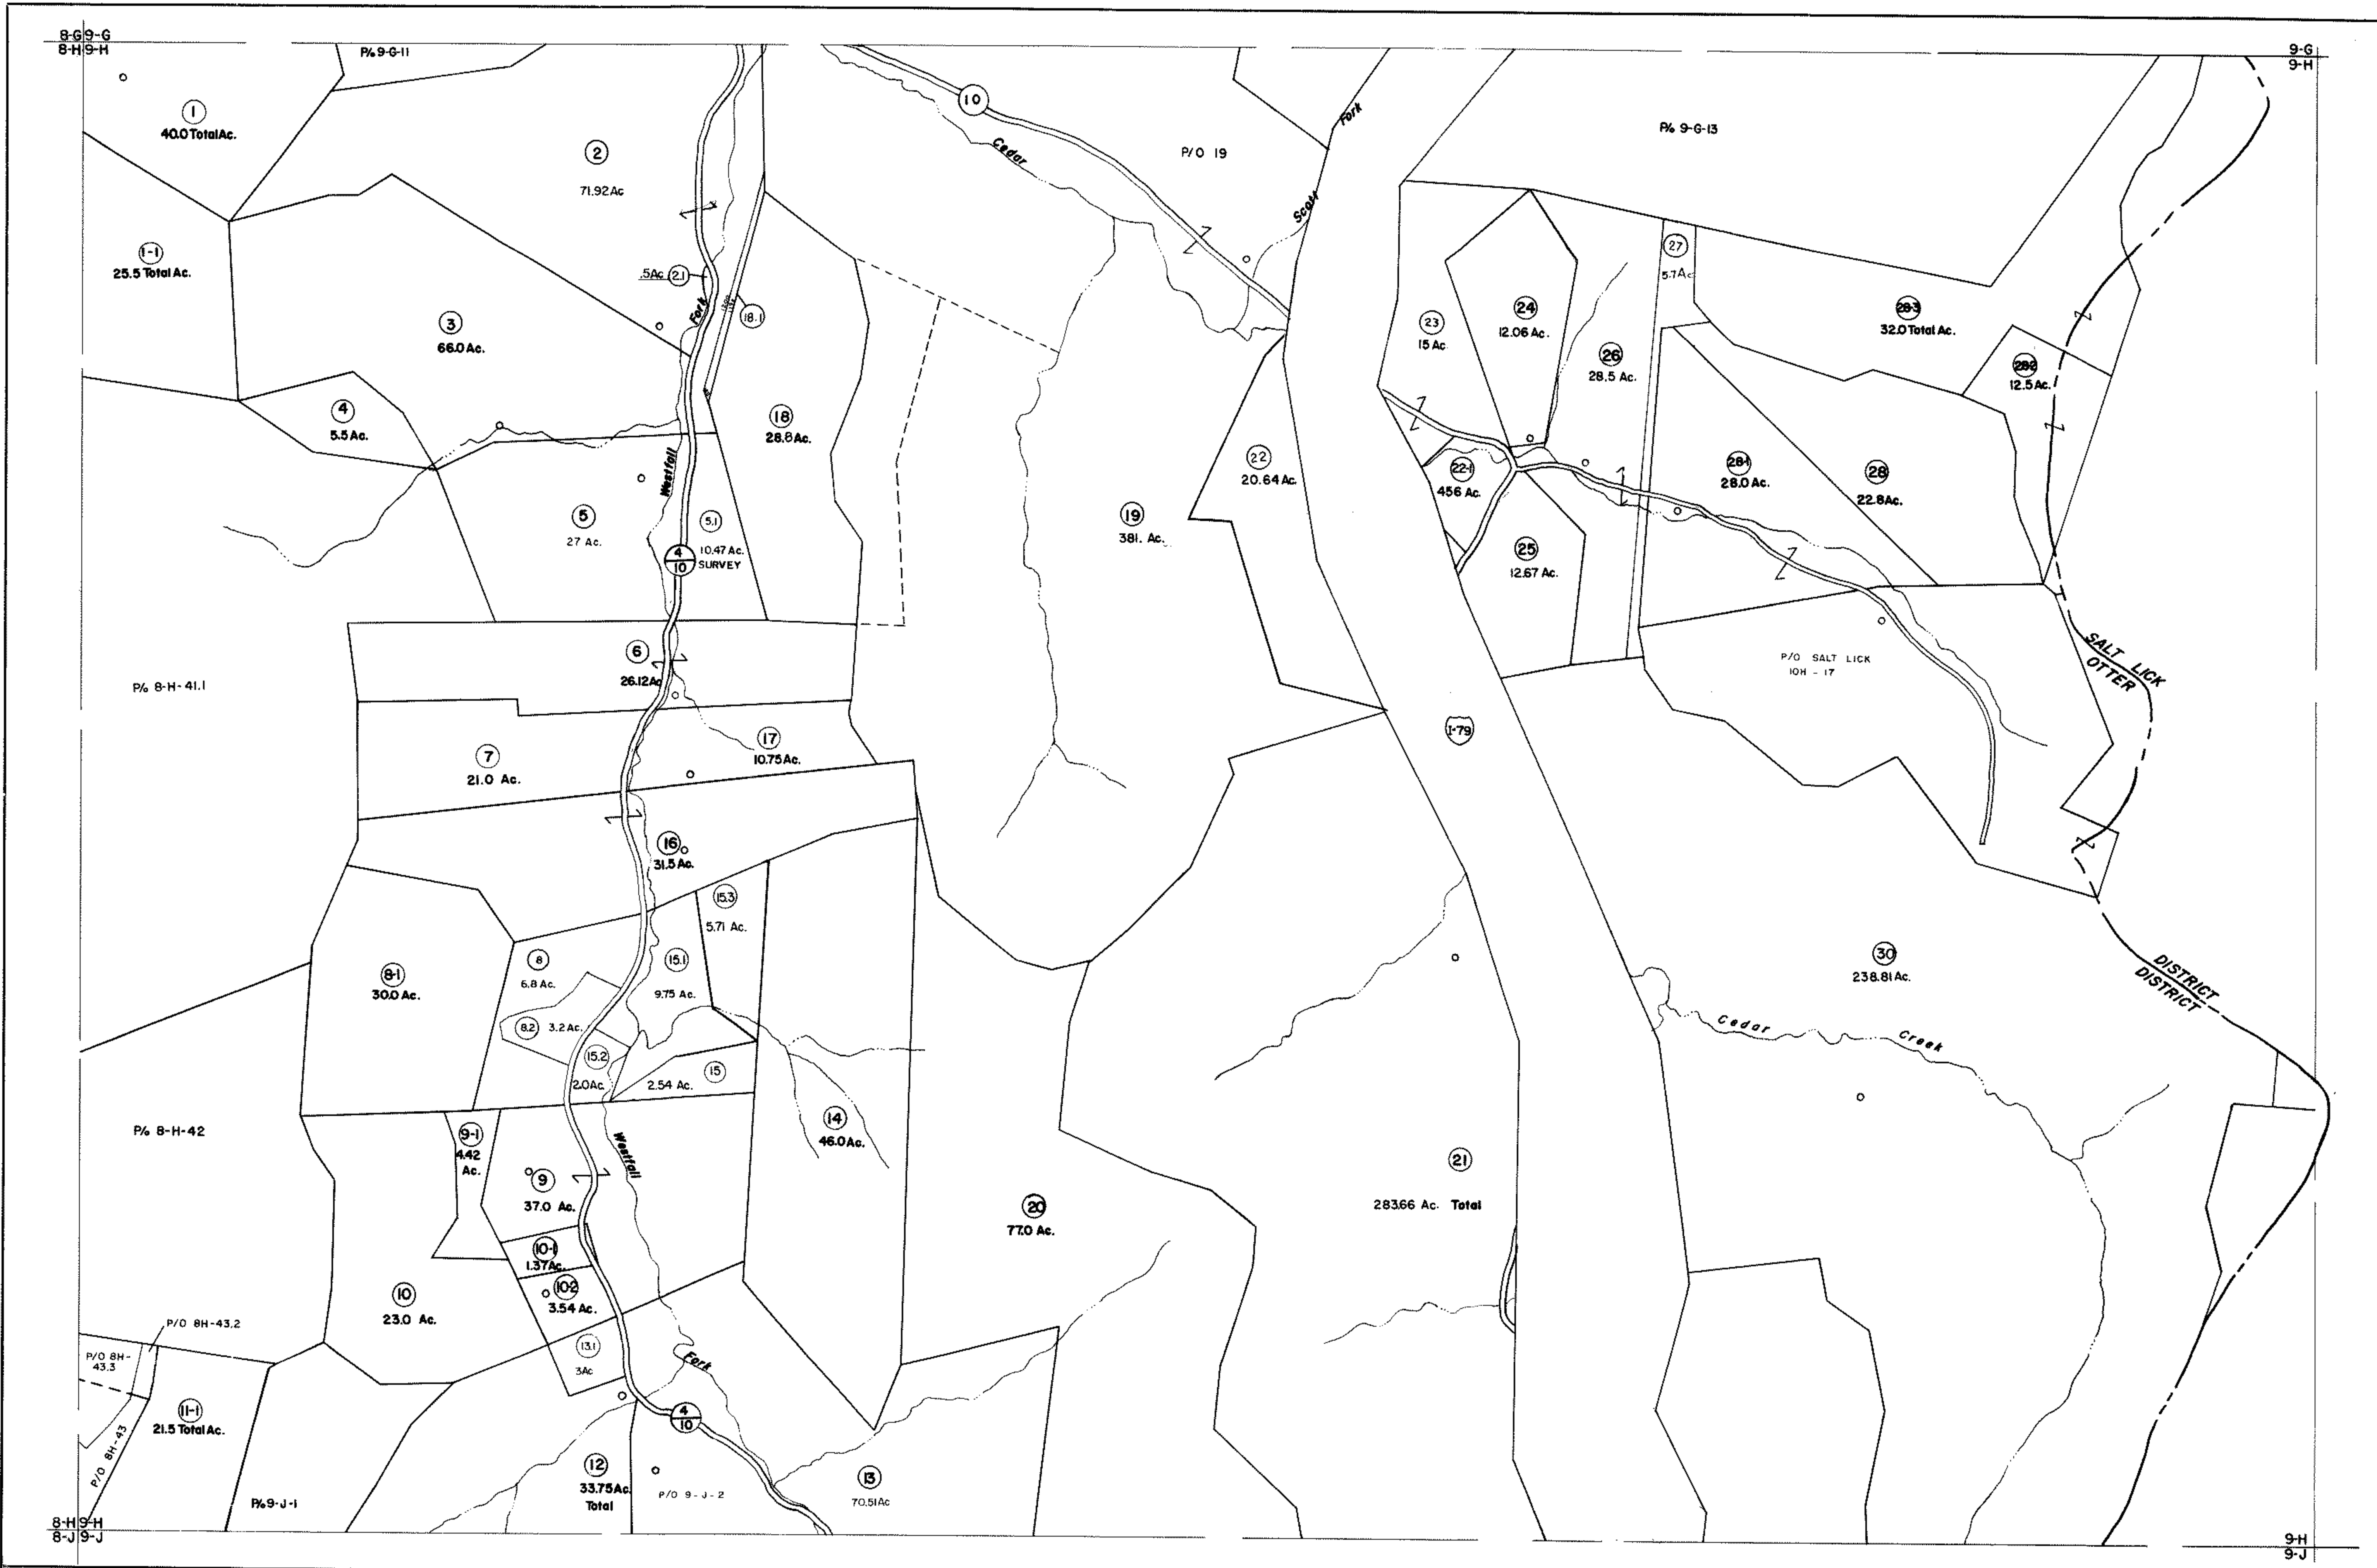 8-G 9-G
8-H 9-H
P/o 9-G-11
9-G
9-H
1
40.0 Total Ac.
2
71.92 Ac
10
Cedar
P/O 19
Fork
Scott
P/o 9-G-13
1-1
25.5 Total Ac.
.5Ac 2.1
Fork
18.1
3
66.0 Ac.
4
5.5 Ac.
18
28.8 Ac.
23
15 Ac.
24
12.06 Ac.
26
28.5 Ac.
27
5.7 Ac
28-3
32.0 Total Ac.
28-2
12.5 Ac.
Westfall
5
27 Ac.
5.1
10.47 Ac.
SURVEY
4
10
19
381. Ac.
22
20.64 Ac.
22-1
456 Ac.
25
12.67 Ac.
28-1
28.0 Ac.
28
22.8 Ac.
P/o 8-H-41.1
6
26.12 Ac
P/O SALT LICK
10H - 17
SALT LICK
OTTER
7
21.0 Ac.
17
10.75 Ac.
I-79
16
31.5 Ac.
15.3
5.71 Ac.
8-1
30.0 Ac.
8
6.8 Ac.
15.1
9.75 Ac.
8.2 3.2 Ac.
15.2
2.0 Ac.
2.54 Ac. 15
30
238.81 Ac.
DISTRICT
DISTRICT
Cedar Creek
P/o 8-H-42
9-1
4.42
Ac.
Westfall
14
46.0 Ac.
9
37.0 Ac.
20
77.0 Ac.
21
283.66 Ac. Total
10-1
1.37 Ac.
10-2
3.54 Ac.
10
23.0 Ac.
P/O 8H-43.2
P/O 8H-
43.3
13.1
3Ac
Fork
11-1
21.5 Total Ac.
P/O 8H-43
4
10
12
33.75 Ac.
Total
P/O 9-J-2
13
70.51 Ac
P/o 9-J-1
8-H 9-H
8-J 9-J
9-H
9-J